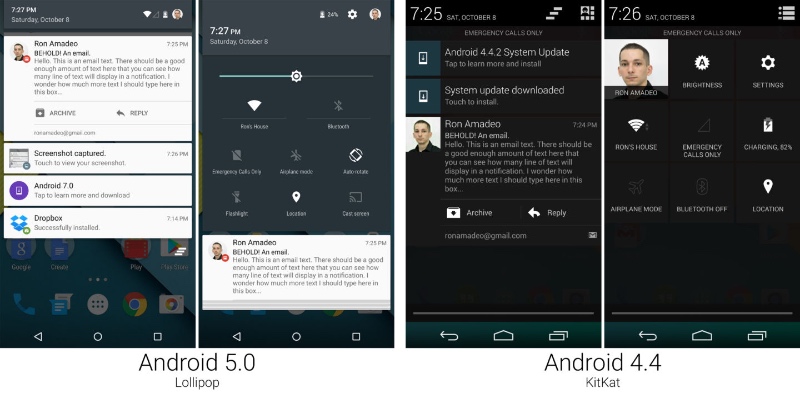 7:27 PM
Saturday, October 8
Ron Amadeo
7:25 PM
BEHOLD! An email.
Hello. This is an email text. There should be a good
enough amount of text here that you can see how
many line of text will display in a notification. I
wonder how much more text I should type here in
this box...
ARCHIVE
REPLY
ronamadeo@gmail.com
Screenshot captured.
7:26 PM
Touch to view your screenshot.
Android 7.0
Tap to learn more and download
Dropbox
7:14 PM
Successfully installed.
Google
Create
Play
Play Store
24%
7:27 PM
Saturday, October 8
Ron's House
Bluetooth
Emergency Calls Only
Airplane mode
Auto-rotate
Flashlight
Location
Cast screen
Ron Amadeo
7:25 PM
BEHOLD! An email.
Hello. This is an email text. There should be a good
enough amount of text here that you can see how
many line of text will display in a notification. I
wonder how much more text I should type here in
this box...
Android 5.0
Lollipop
7:25 SAT, OCTOBER 8
EMERGENCY CALLS ONLY
Android 4.4.2 System Update
Tap to learn more and install
System update downloaded
Touch to install.
Ron Amadeo
7:24 PM
BEHOLD! An email.
Hello. This is an email text. There should
be a good enough amount of text here that
you can see how many line of text will
display in a notification. I wonder how
much more text I should type here in this
box...
Archive
Reply
ronamadeo@gmail.com
7:26 SAT, OCTOBER 8
EMERGENCY CALLS ONLY
RON AMADEO
BRIGHTNESS
SETTINGS
RON'S HOUSE
EMERGENCY
CALLS ONLY
CHARGING, 82%
AIRPLANE MODE
BLUETOOTH OFF
LOCATION
Android 4.4
KitKat